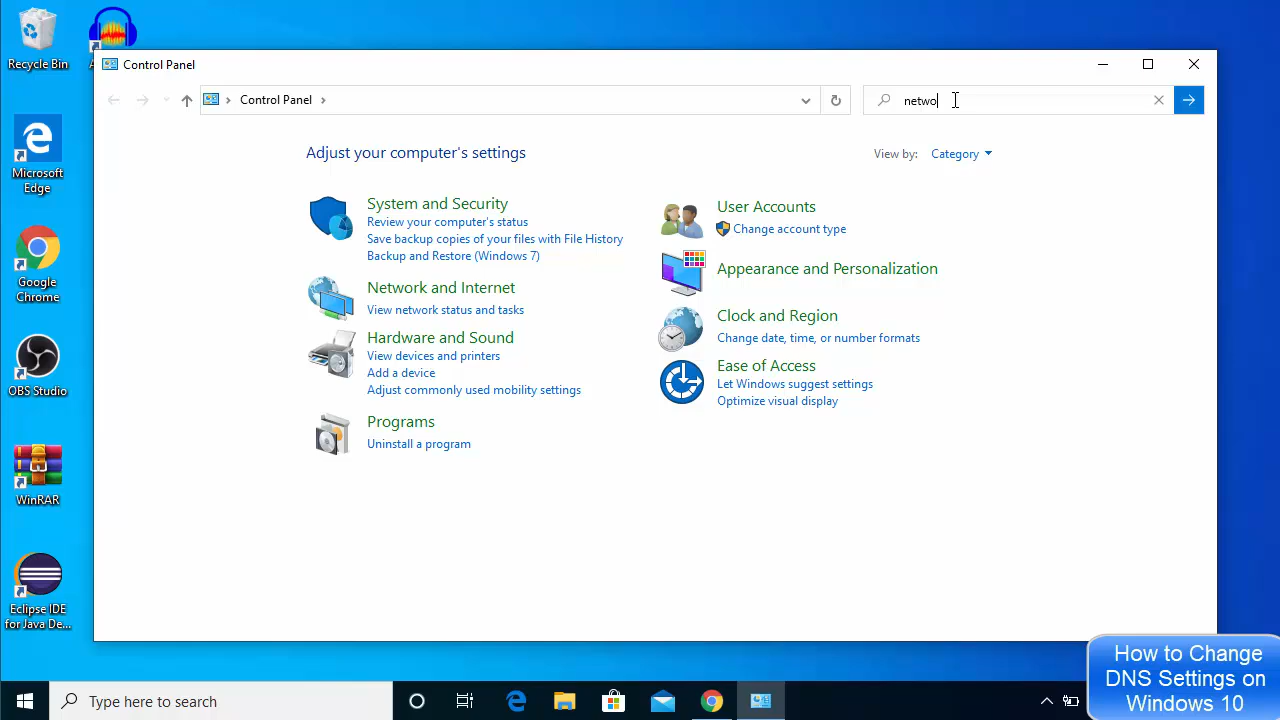 Recycle Bin
A
Microsoft
Edge
Google
Chrome
OBS Studio
WinRAR
Eclipse IDE
for Java De...
Control Panel
Control Panel
netwo
Adjust your computer's settings
View by: Category
System and Security
Review your computer's status
Save backup copies of your files with File History
Backup and Restore (Windows 7)
Network and Internet
View network status and tasks
Hardware and Sound
View devices and printers
Add a device
Adjust commonly used mobility settings
Programs
Uninstall a program
User Accounts
Change account type
Appearance and Personalization
Clock and Region
Change date, time, or number formats
Ease of Access
Let Windows suggest settings
Optimize visual display
Type here to search
How to Change
DNS Settings on
Windows 10